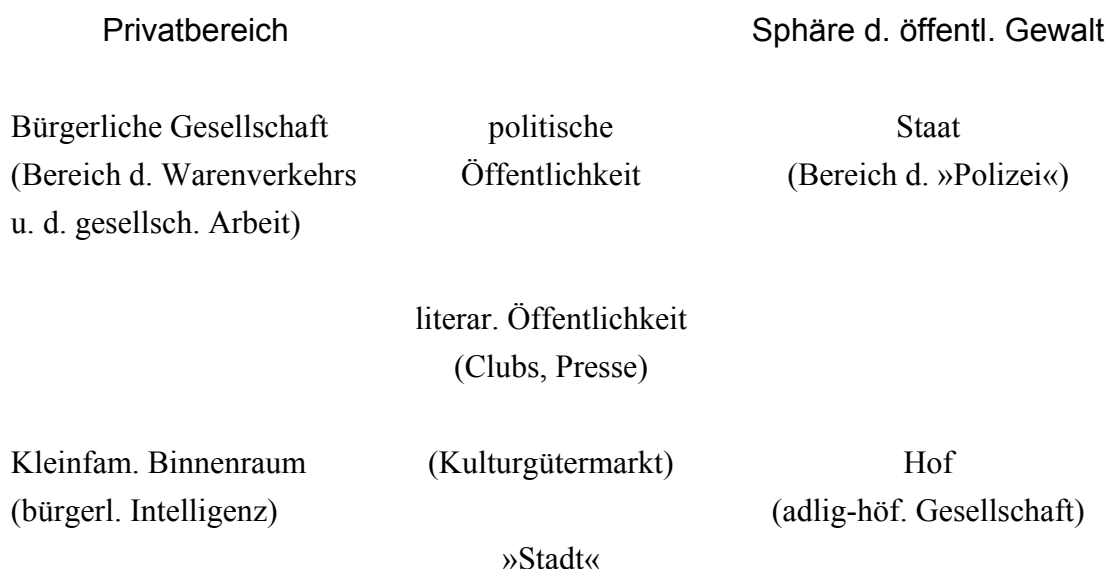 Privatbereich Sphäre d. öffentl. Gewalt
Bürgerliche Gesellschaft politische Staat
(Bereich d. Warenverkehrs Öffentlichkeit (Bereich d. »Polizei«)
u. d. gesellsch. Arbeit)
literar. Öffentlichkeit
(Clubs, Presse)
Kleinfam. Binnenraum (Kulturgütermarkt) Hof
(bürgerl. Intelligenz) (adlig-höf. Gesellschaft)
»Stadt«